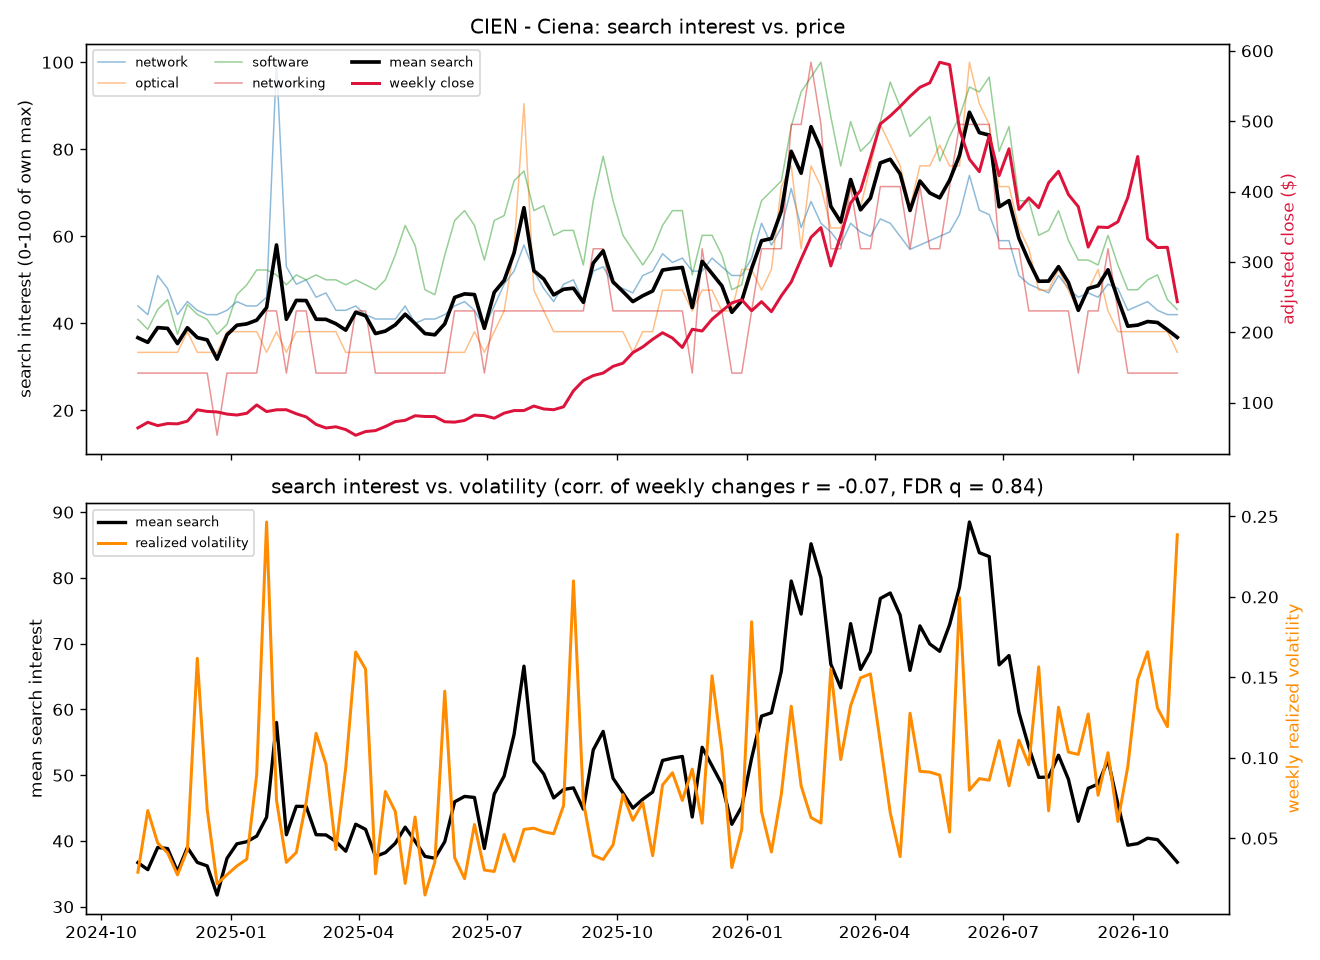 CIEN - Ciena: search interest vs. price
network
optical
software
networking
mean search
weekly close
100
80
60
40
20
search interest (0-100 of own max)
600
500
400
300
200
100
adjusted close ($)
search interest vs. volatility (corr. of weekly changes r = -0.07, FDR q = 0.84)
mean search
realized volatility
90
80
70
60
50
40
30
mean search interest
0.25
0.20
0.15
0.10
0.05
weekly realized volatility
2024-10
2025-01
2025-04
2025-07
2025-10
2026-01
2026-04
2026-07
2026-10